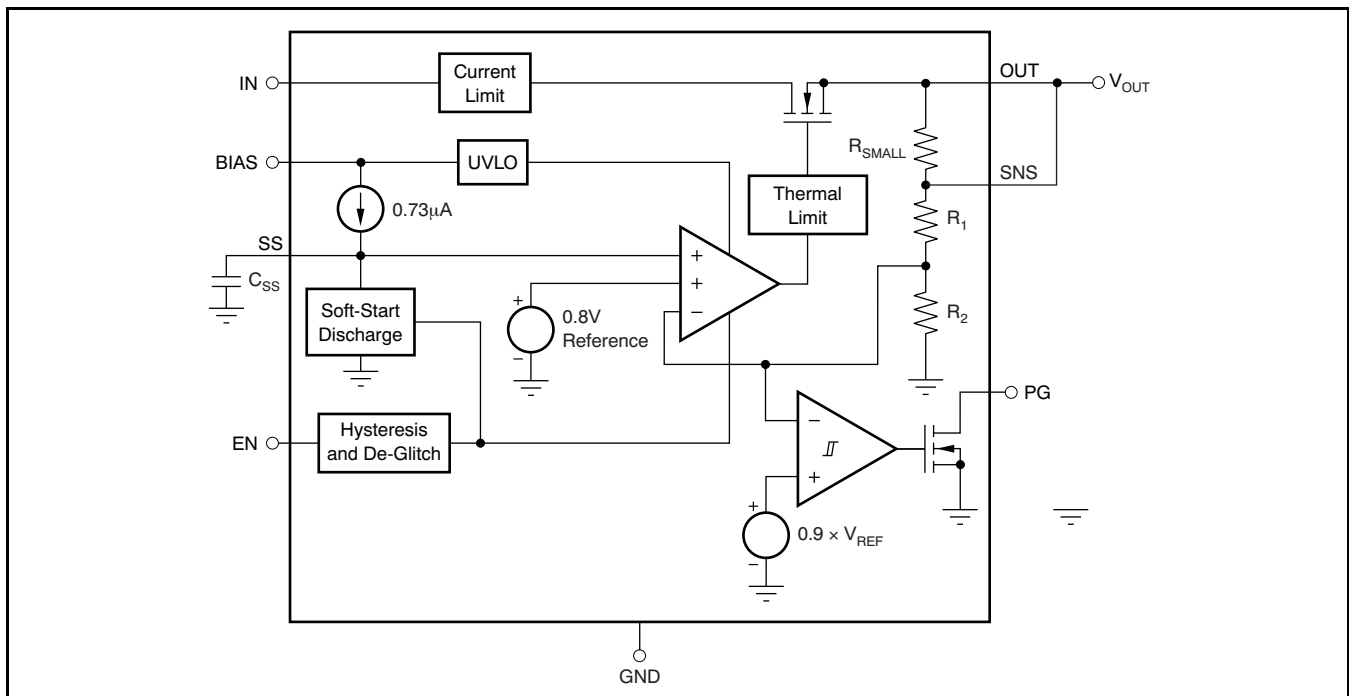 IN
Current
Limit
OUT
V_OUT
BIAS
UVLO
R_SMALL
SNS
0.73μA
Thermal
Limit
R_1
SS
C_SS
+
+
−
Soft-Start
Discharge
+
0.8V
Reference
−
R_2
PG
EN
Hysteresis
and De-Glitch
−
+
+
0.9 × V_REF
−
GND